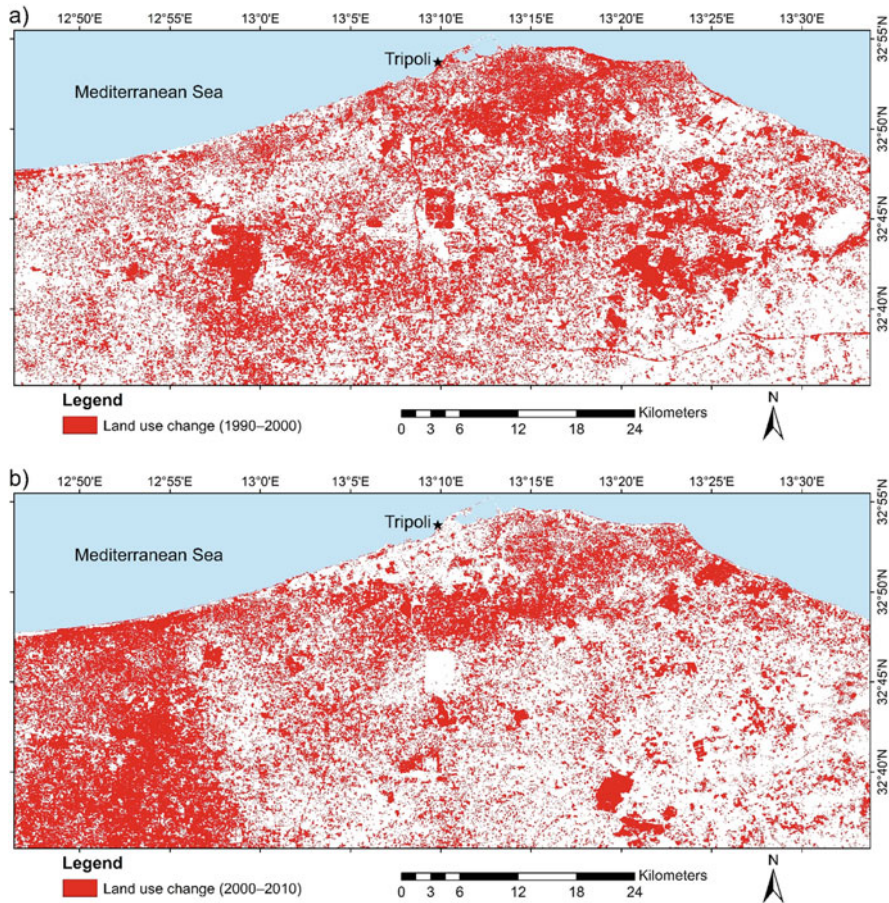 a)
12°50'E 12°55'E 13°0'E 13°5'E 13°10'E 13°15'E 13°20'E 13°25'E 13°30'E
32°55'N
Tripoli
Mediterranean Sea
32°50'N
32°45'N
32°40'N
Legend
Land use change (1990–2000)
Kilometers
0 3 6 12 18 24
N
b)
12°50'E 12°55'E 13°0'E 13°5'E 13°10'E 13°15'E 13°20'E 13°25'E 13°30'E
32°55'N
Tripoli
Mediterranean Sea
32°50'N
32°45'N
32°40'N
Legend
Land use change (2000–2010)
Kilometers
0 3 6 12 18 24
N